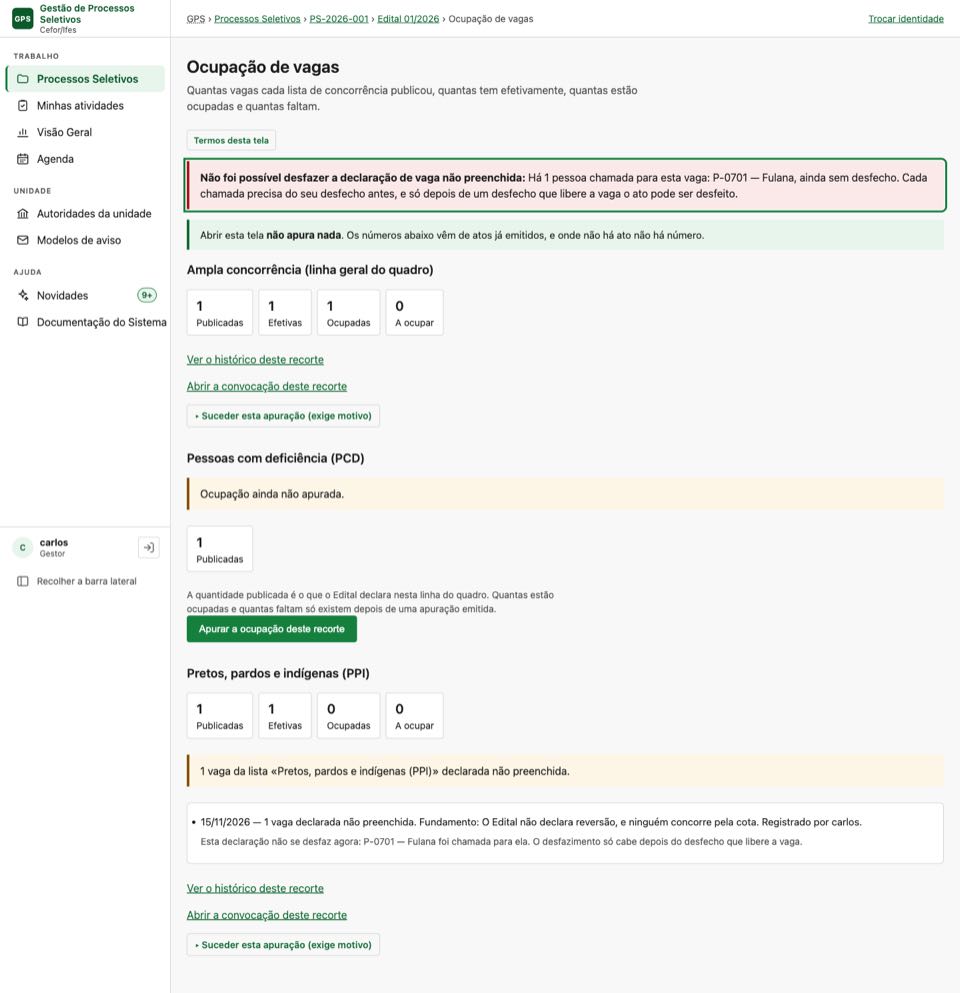 GPS
Gestão de Processos
Seletivos
Cefor/Ifes
GPS › Processos Seletivos › PS-2026-001 › Edital 01/2026 › Ocupação de vagas
Trocar identidade
TRABALHO
Processos Seletivos
Minhas atividades
Visão Geral
Agenda
UNIDADE
Autoridades da unidade
Modelos de aviso
AJUDA
Novidades
9+
Documentação do Sistema
C
carlos
Gestor
Recolher a barra lateral
Ocupação de vagas
Quantas vagas cada lista de concorrência publicou, quantas tem efetivamente, quantas estão
ocupadas e quantas faltam.
Termos desta tela
Não foi possível desfazer a declaração de vaga não preenchida: Há 1 pessoa chamada para esta vaga: P-0701 — Fulana, ainda sem desfecho. Cada
chamada precisa do seu desfecho antes, e só depois de um desfecho que libere a vaga o ato pode ser desfeito.
Abrir esta tela não apura nada. Os números abaixo vêm de atos já emitidos, e onde não há ato não há número.
Ampla concorrência (linha geral do quadro)
1 1 1 0
Publicadas Efetivas Ocupadas A ocupar
Ver o histórico deste recorte
Abrir a convocação deste recorte
Suceder esta apuração (exige motivo)
Pessoas com deficiência (PCD)
Ocupação ainda não apurada.
1
Publicadas
A quantidade publicada é o que o Edital declara nesta linha do quadro. Quantas estão
ocupadas e quantas faltam só existem depois de uma apuração emitida.
Apurar a ocupação deste recorte
Pretos, pardos e indígenas (PPI)
1 1 0 0
Publicadas Efetivas Ocupadas A ocupar
1 vaga da lista «Pretos, pardos e indígenas (PPI)» declarada não preenchida.
• 15/11/2026 — 1 vaga declarada não preenchida. Fundamento: O Edital não declara reversão, e ninguém concorre pela cota. Registrado por carlos.
Esta declaração não se desfaz agora: P-0701 — Fulana foi chamada para ela. O desfazimento só cabe depois do desfecho que libere a vaga.
Ver o histórico deste recorte
Abrir a convocação deste recorte
Suceder esta apuração (exige motivo)